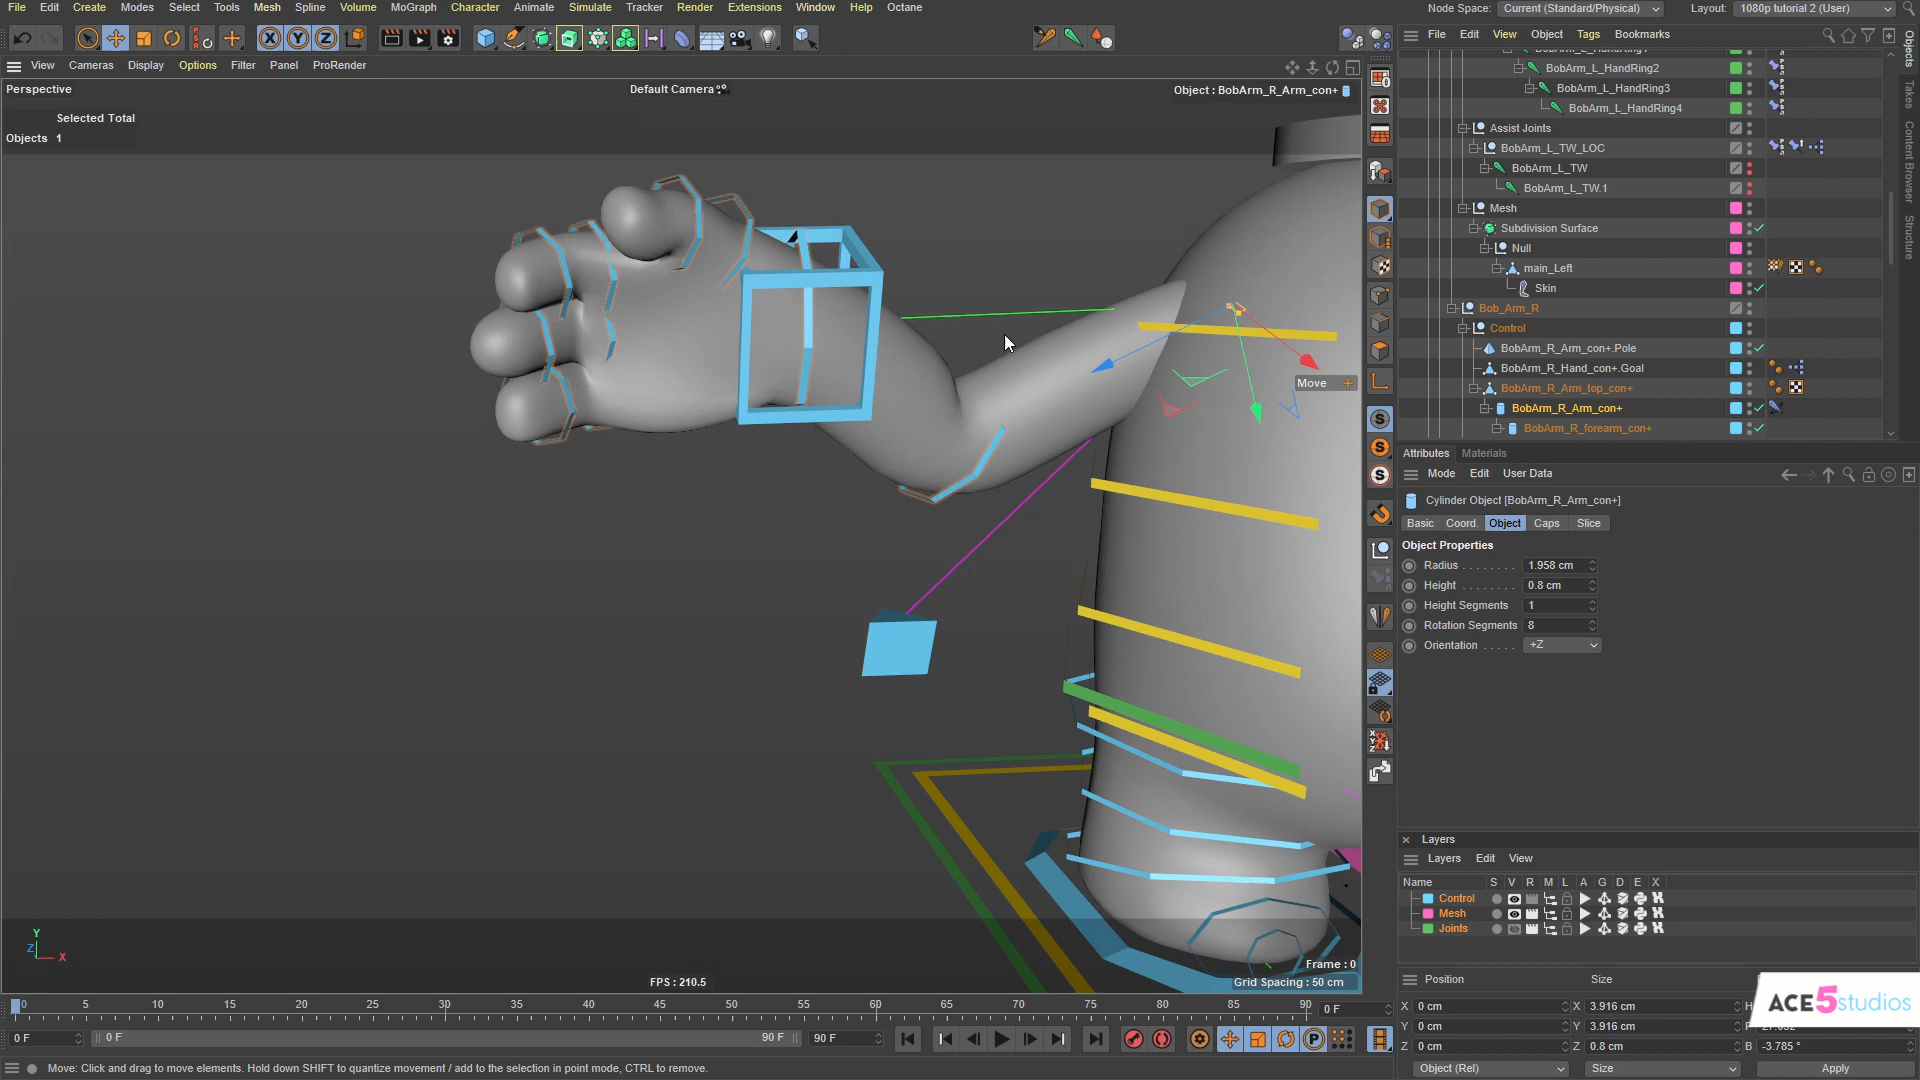 File Edit Create Modes Select Tools Mesh Spline Volume MoGraph Character Animate Simulate Tracker Render Extensions Window Help Octane
Node Space: Current (Standard/Physical) Layout: 1080p tutorial 2 (User)
View Cameras Display Options Filter Panel ProRender
Perspective
Default Camera
Object : BobArm_R_Arm_con+
Selected Total
Objects 1
Move
Frame : 0
Grid Spacing : 50 cm
FPS : 210.5
Y
Z
X
File Edit View Object Tags Bookmarks
BobArm_L_HandRing2
BobArm_L_HandRing3
BobArm_L_HandRing4
Assist Joints
BobArm_L_TW_LOC
BobArm_L_TW
BobArm_L_TW.1
Mesh
Subdivision Surface
Null
main_Left
Skin
Bob_Arm_R
Control
BobArm_R_Arm_con+.Pole
BobArm_R_Hand_con+.Goal
BobArm_R_Arm_top_con+
BobArm_R_Arm_con+
BobArm_R_forearm_con+
Objects
Takes
Content Browser
Structure
Attributes Materials
Mode Edit User Data
Cylinder Object [BobArm_R_Arm_con+]
Basic Coord. Object Caps Slice
Object Properties
Radius . . . . . . . . 1.958 cm
Height . . . . . . . . 0.8 cm
Height Segments 1
Rotation Segments 8
Orientation . . . . . +Z
Layers
Layers Edit View
Name S V R M L A G D E X
Control
Mesh
Joints
Position Size
X 0 cm X 3.916 cm H
Y 0 cm Y 3.916 cm
Z 0 cm Z 0.8 cm B -3.785 °
Object (Rel) Size Apply
ACE5studios
0 5 10 15 20 25 30 35 40 45 50 55 60 65 70 75 80 85 90 0 F
0 F 0 F 90 F 90 F
Move: Click and drag to move elements. Hold down SHIFT to quantize movement / add to the selection in point mode, CTRL to remove.